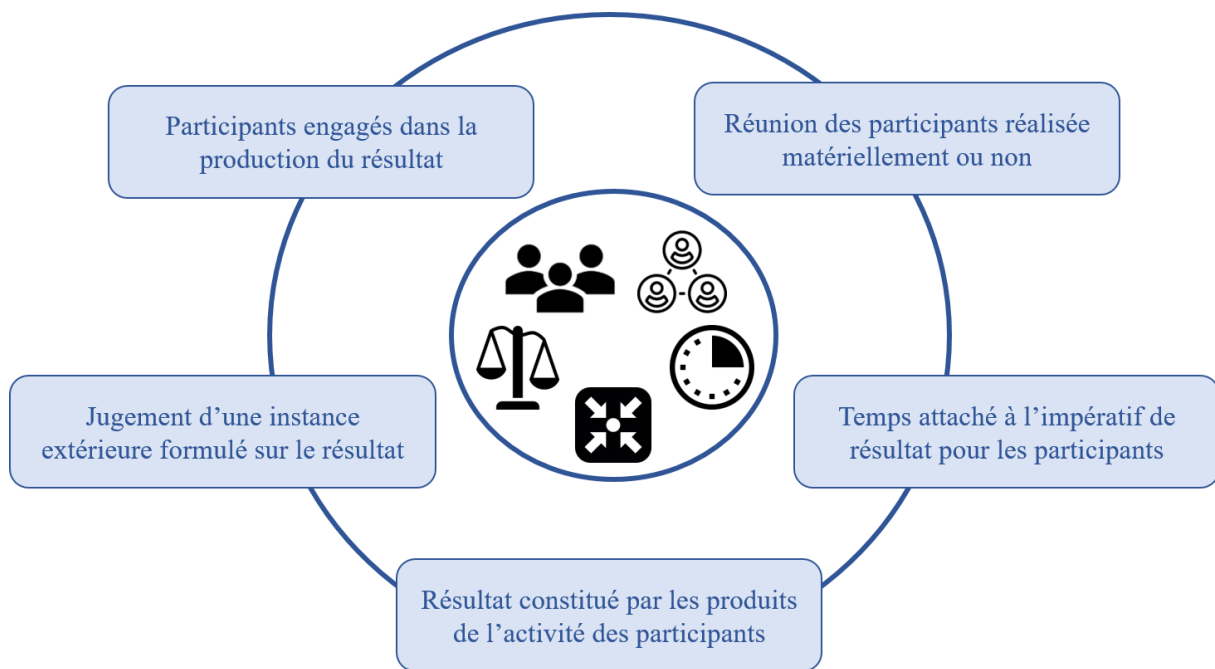 Participants engagés dans la
production du résultat
Réunion des participants réalisée
matériellement ou non
Jugement d’une instance
extérieure formulé sur le résultat
Temps attaché à l’impératif de
résultat pour les participants
Résultat constitué par les produits
de l’activité des participants